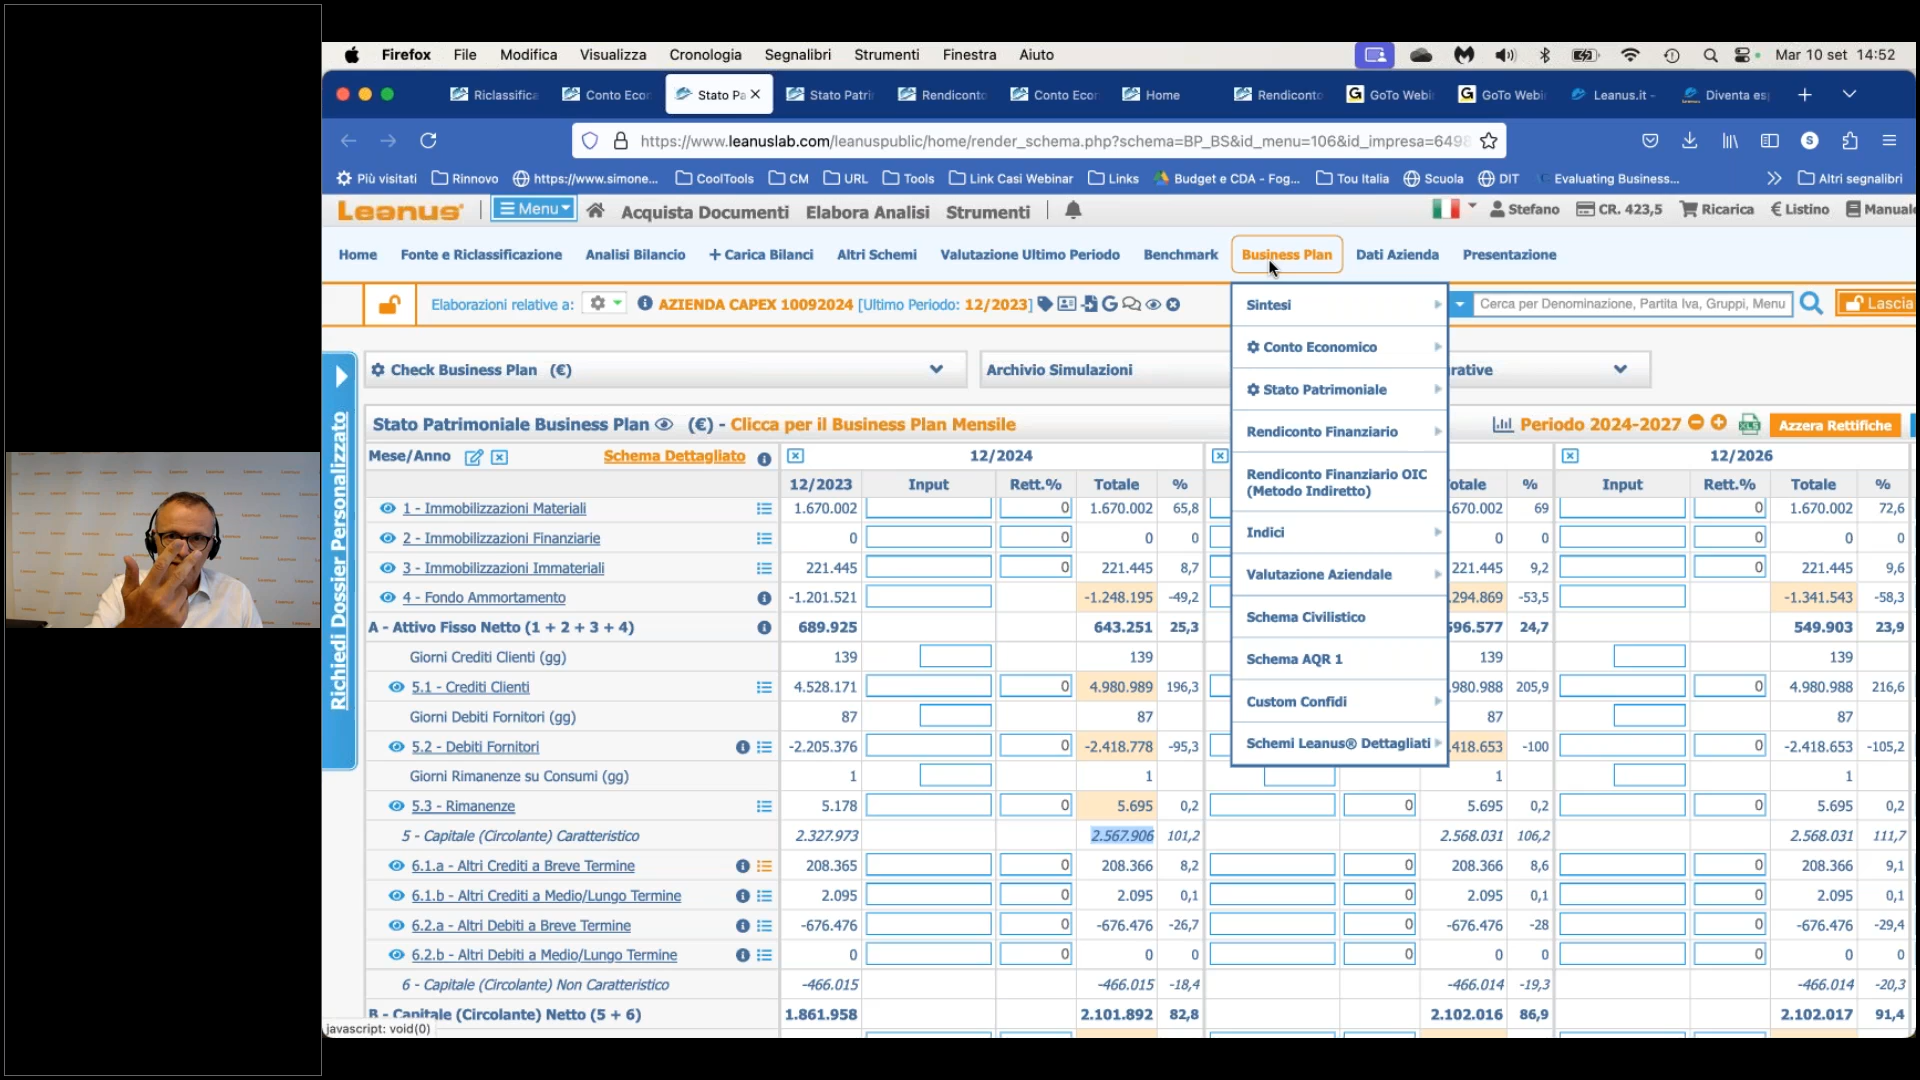 Firefox File Modifica Visualizza Cronologia Segnalibri Strumenti Finestra Aiuto Mar 10 set 14:52
Riclassifica Conto Econ Stato Pa Stato Patri Rendiconto Conto Econ Home Rendiconto GoTo Webi GoTo Webi Leanus.it - Diventa esp
https://www.leanuslab.com/leanuspublic/home/render_schema.php?schema=BP_BS&id_menu=106&id_impresa=6498
Più visitati Rinnovo https://www.simone... CoolTools CM URL Tools Link Casi Webinar Links Budget e CDA - Fog... Tou Italia Scuola DIT Evaluating Business... Altri segnalibri
Leanus® Menu Acquista Documenti Elabora Analisi Strumenti Stefano CR. 423,5 Ricarica € Listino Manual
Home Fonte e Riclassificazione Analisi Bilancio + Carica Bilanci Altri Schemi Valutazione Ultimo Periodo Benchmark Business Plan Dati Azienda Presentazione
Elaborazioni relative a: AZIENDA CAPEX 10092024 [Ultimo Periodo: 12/2023] Cerca per Denominazione, Partita Iva, Gruppi, Menu Lascia
Sintesi
Conto Economico
Stato Patrimoniale
Rendiconto Finanziario
Rendiconto Finanziario OIC
(Metodo Indiretto)
Indici
Valutazione Aziendale
Schema Civilistico
Schema AQR 1
Custom Confidi
Schemi Leanus® Dettagliati
Richiedi Dossier Personalizzato
Check Business Plan (€) Archivio Simulazioni rative
Stato Patrimoniale Business Plan (€) - Clicca per il Business Plan Mensile Periodo 2024-2027 XLS Azzera Rettifiche
Mese/Anno Schema Dettagliato 12/2024 12/2026
12/2023 Input Rett.% Totale % otale % Input Rett.% Totale %
1 - Immobilizzazioni Materiali 1.670.002 0 1.670.002 65,8 670.002 69 0 1.670.002 72,6
2 - Immobilizzazioni Finanziarie 0 0 0 0 0 0 0 0 0
3 - Immobilizzazioni Immateriali 221.445 0 221.445 8,7 221.445 9,2 0 221.445 9,6
4 - Fondo Ammortamento -1.201.521 -1.248.195 -49,2 .294.869 -53,5 -1.341.543 -58,3
A - Attivo Fisso Netto (1 + 2 + 3 + 4) 689.925 643.251 25,3 596.577 24,7 549.903 23,9
Giorni Crediti Clienti (gg) 139 139 139 139
5.1 - Crediti Clienti 4.528.171 0 4.980.989 196,3 .980.988 205,9 0 4.980.988 216,6
Giorni Debiti Fornitori (gg) 87 87 87 87
5.2 - Debiti Fornitori -2.205.376 0 -2.418.778 -95,3 .418.653 -100 0 -2.418.653 -105,2
Giorni Rimanenze su Consumi (gg) 1 1 1 1
5.3 - Rimanenze 5.178 0 5.695 0,2 0 5.695 0,2 0 5.695 0,2
5 - Capitale (Circolante) Caratteristico 2.327.973 2.567.906 101,2 2.568.031 106,2 2.568.031 111,7
6.1.a - Altri Crediti a Breve Termine 208.365 0 208.366 8,2 0 208.366 8,6 0 208.366 9,1
6.1.b - Altri Crediti a Medio/Lungo Termine 2.095 0 2.095 0,1 0 2.095 0,1 0 2.095 0,1
6.2.a - Altri Debiti a Breve Termine -676.476 0 -676.476 -26,7 0 -676.476 -28 0 -676.476 -29,4
6.2.b - Altri Debiti a Medio/Lungo Termine 0 0 0 0 0 0 0 0 0 0
6 - Capitale (Circolante) Non Caratteristico -466.015 -466.015 -18,4 -466.014 -19,3 -466.014 -20,3
B - Capitale (Circolante) Netto (5 + 6) 1.861.958 2.101.892 82,8 2.102.016 86,9 2.102.017 91,4
javascript: void(0)